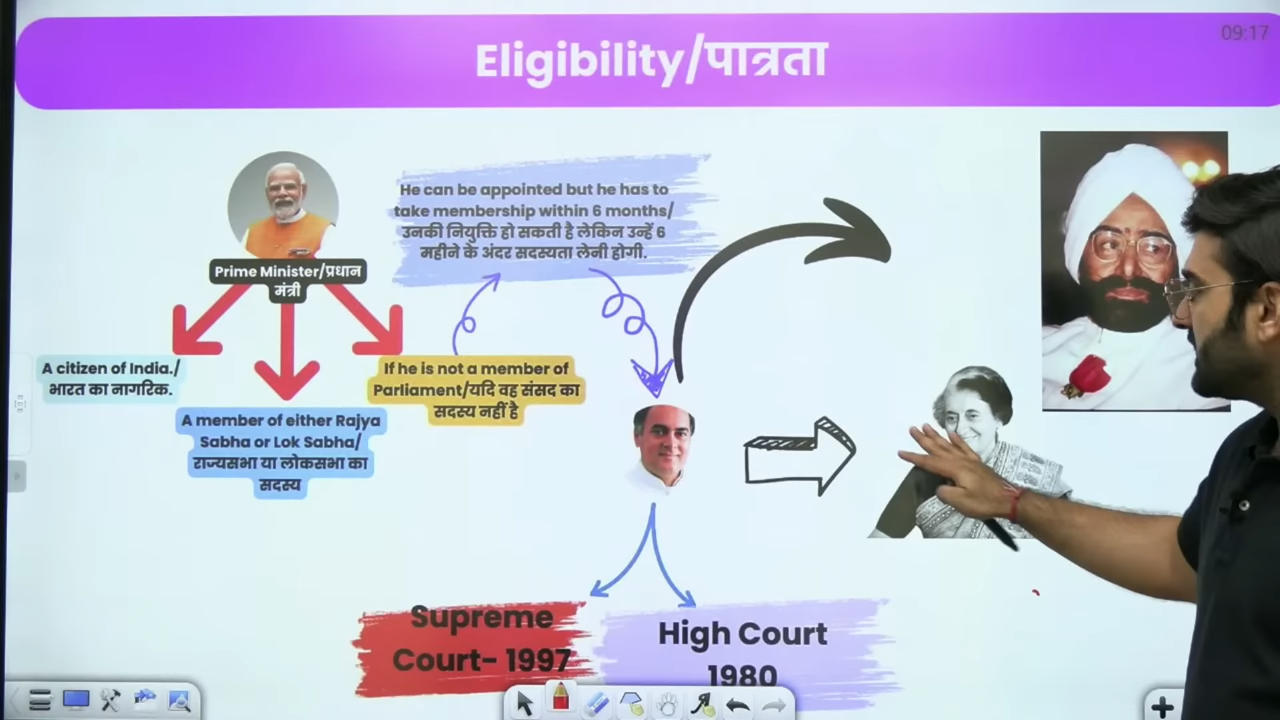 09:17
Eligibility/पात्रता
He can be appointed but he has to
take membership within 6 months/
उनकी नियुक्ति हो सकती है लेकिन उन्हें 6
महीने के अंदर सदस्यता लेनी होगी.
Prime Minister/प्रधान
मंत्री
A citizen of India./
भारत का नागरिक.
If he is not a member of
Parliament/यदि वह संसद का
सदस्य नहीं है
A member of either Rajya
Sabha or Lok Sabha/
राज्यसभा या लोकसभा का
सदस्य
Supreme
Court- 1997
High Court
1980